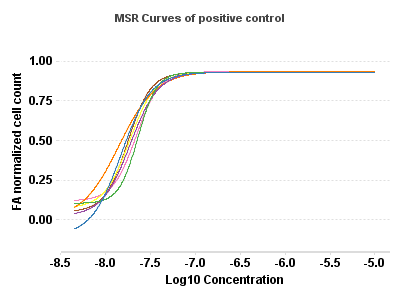 MSR Curves of positive control
FA normalized cell count
1.00
0.75
0.50
0.25
0.00
-8.5 -8.0 -7.5 -7.0 -6.5 -6.0 -5.5 -5.0
Log10 Concentration